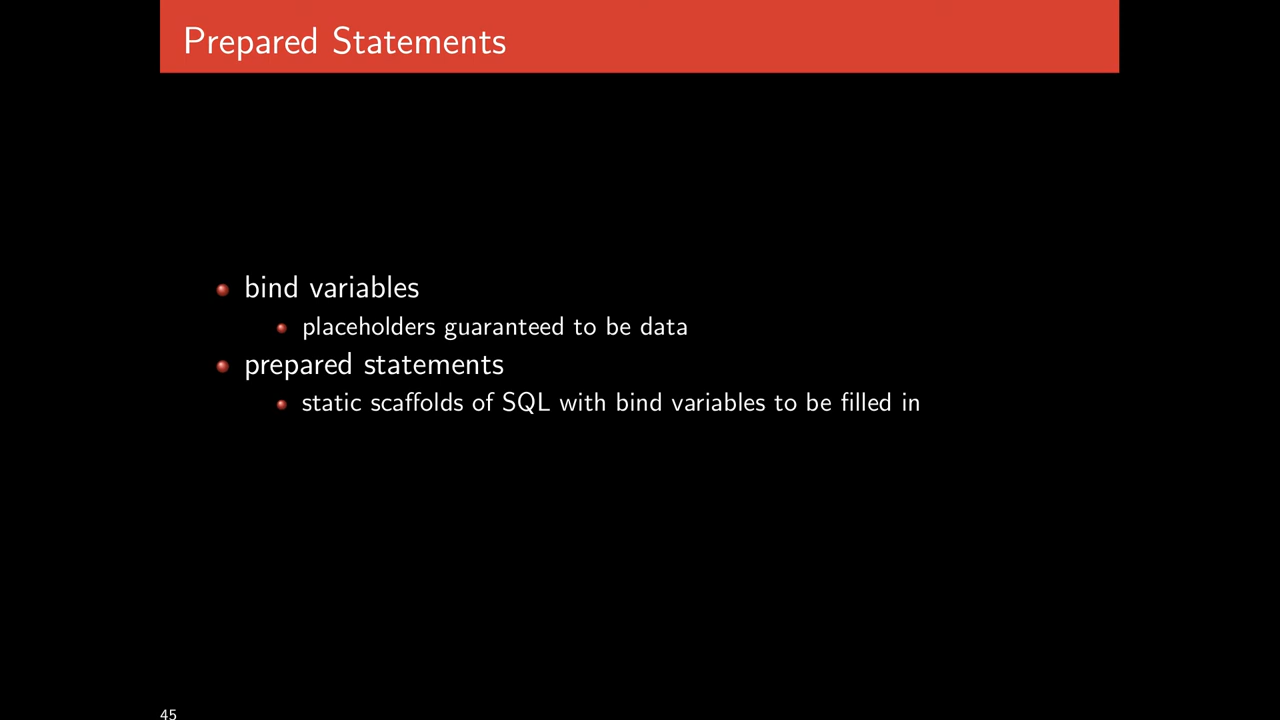 Prepared Statements
bind variables
placeholders guaranteed to be data
prepared statements
static scaffolds of SQL with bind variables to be filled in
45